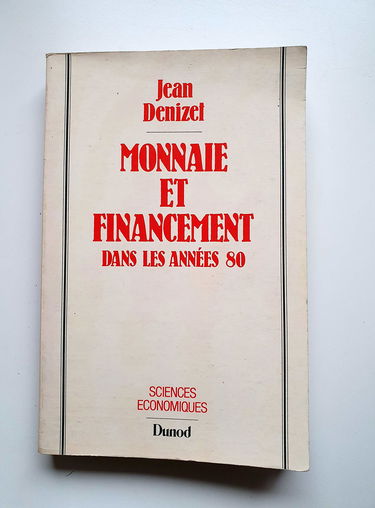 Jean
Denizet
MONNAIE
ET
FINANCEMENT
DANS LES ANNÉES 80
SCIENCES
ECONOMIQUES
Dunod